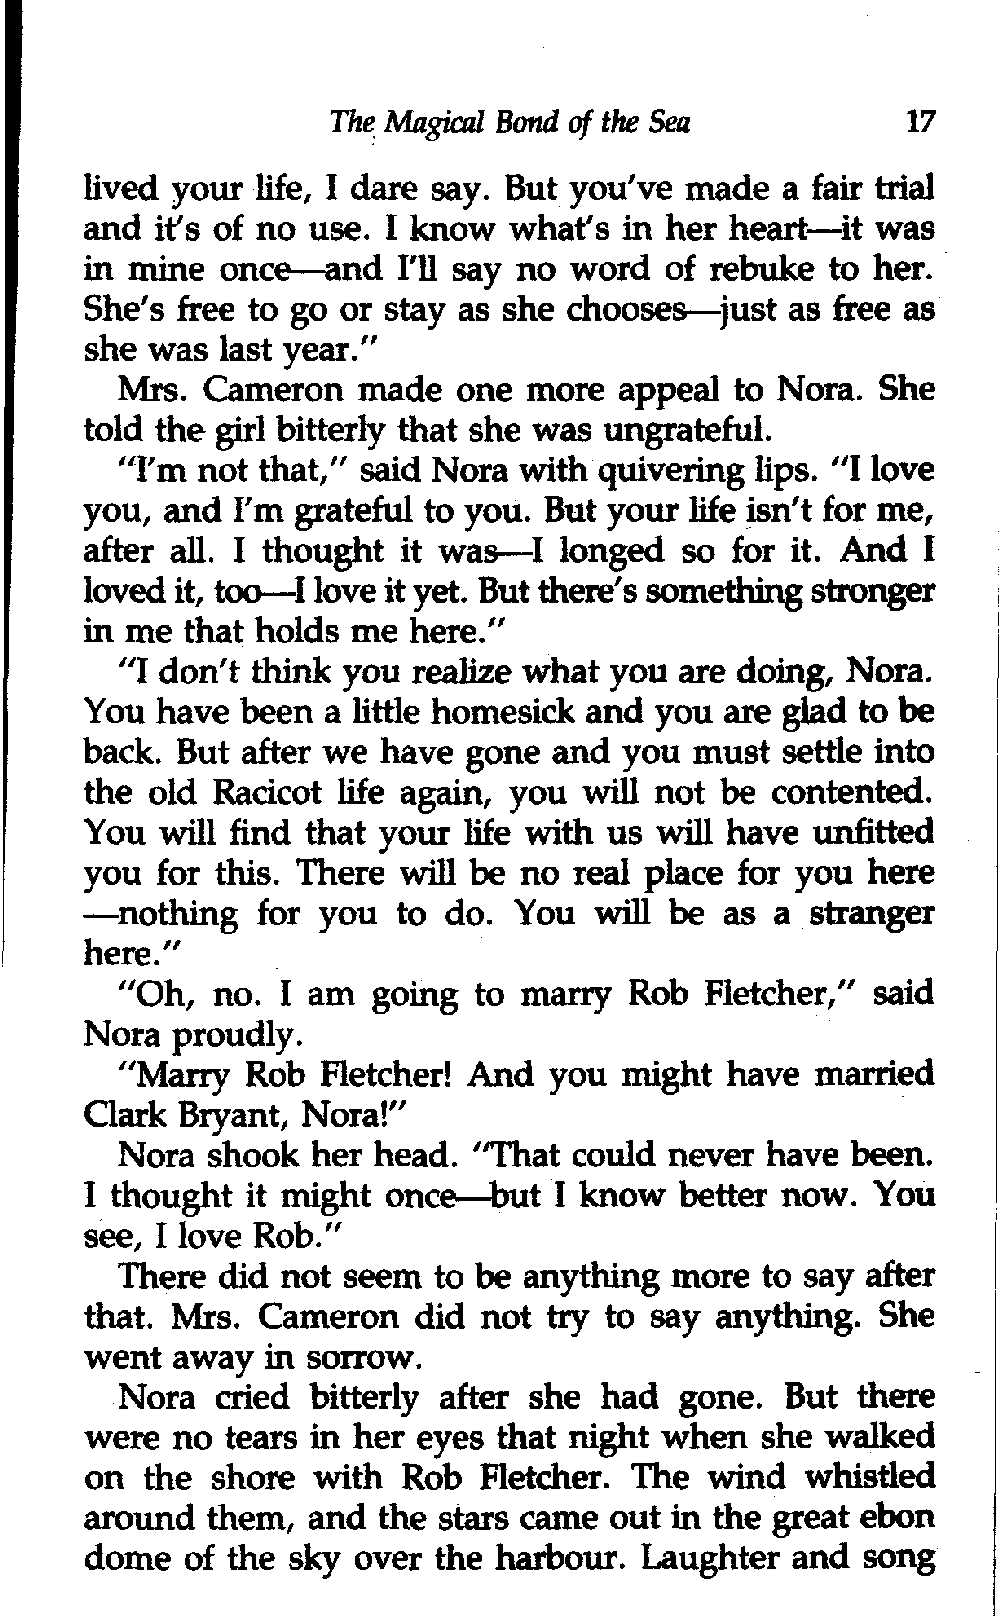 The Magical Bond of the Sea 17
lived your life, I dare say. But you've made a fair trial
and it's of no use. I know what's in her heart—it was
in mine once—and I'll say no word of rebuke to her.
She's free to go or stay as she chooses—just as free as
she was last year."
Mrs. Cameron made one more appeal to Nora. She
told the girl bitterly that she was ungrateful.
"I'm not that," said Nora with quivering lips. "I love
you, and I'm grateful to you. But your life isn't for me,
after all. I thought it was—I longed so for it. And I
loved it, too—I love it yet. But there's something stronger
in me that holds me here."
"I don't think you realize what you are doing, Nora.
You have been a little homesick and you are glad to be
back. But after we have gone and you must settle into
the old Racicot life again, you will not be contented.
You will find that your life with us will have unfitted
you for this. There will be no real place for you here
—nothing for you to do. You will be as a stranger
here."
"Oh, no. I am going to marry Rob Fletcher," said
Nora proudly.
"Marry Rob Fletcher! And you might have married
Clark Bryant, Nora!"
Nora shook her head. "That could never have been.
I thought it might once—but I know better now. You
see, I love Rob."
There did not seem to be anything more to say after
that. Mrs. Cameron did not try to say anything. She
went away in sorrow.
Nora cried bitterly after she had gone. But there
were no tears in her eyes that night when she walked
on the shore with Rob Fletcher. The wind whistled
around them, and the stars came out in the great ebon
dome of the sky over the harbour. Laughter and song